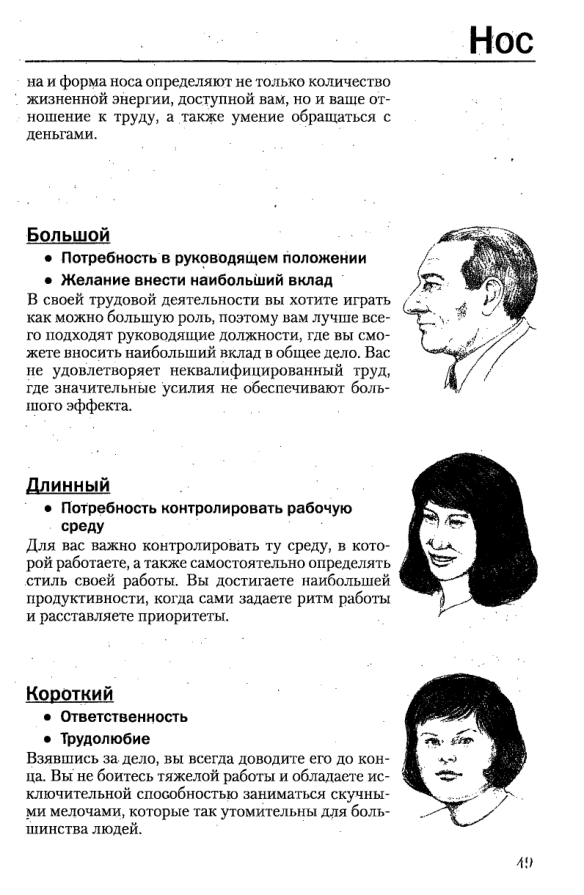 Нос
на и форма носа определяют не только количество
жизненной энергии, доступной вам, но и ваше от-
ношение к труду, а также умение обращаться с
деньгами.
Большой
• Потребность в руководящем положении
• Желание внести наибольший вклад
В своей трудовой деятельности вы хотите играть
как можно большую роль, поэтому вам лучше все-
го подходят руководящие должности, где вы смо-
жете вносить наибольший вклад в общее дело. Вас
не удовлетворяет неквалифицированный труд,
где значительные усилия не обеспечивают боль-
шого эффекта.
Длинный
• Потребность контролировать рабочую
среду
Для вас важно контролировать ту среду, в кото-
рой работаете, а также самостоятельно определять
стиль своей работы. Вы достигаете наибольшей
продуктивности, когда сами задаете ритм работы
и расставляете приоритеты.
Короткий
• Ответственность
• Трудолюбие
Взявшись за дело, вы всегда доводите его до кон-
ца. Вы не боитесь тяжелой работы и обладаете ис-
ключительной способностью заниматься скучны-
ми мелочами, которые так утомительны для боль-
шинства людей.
49